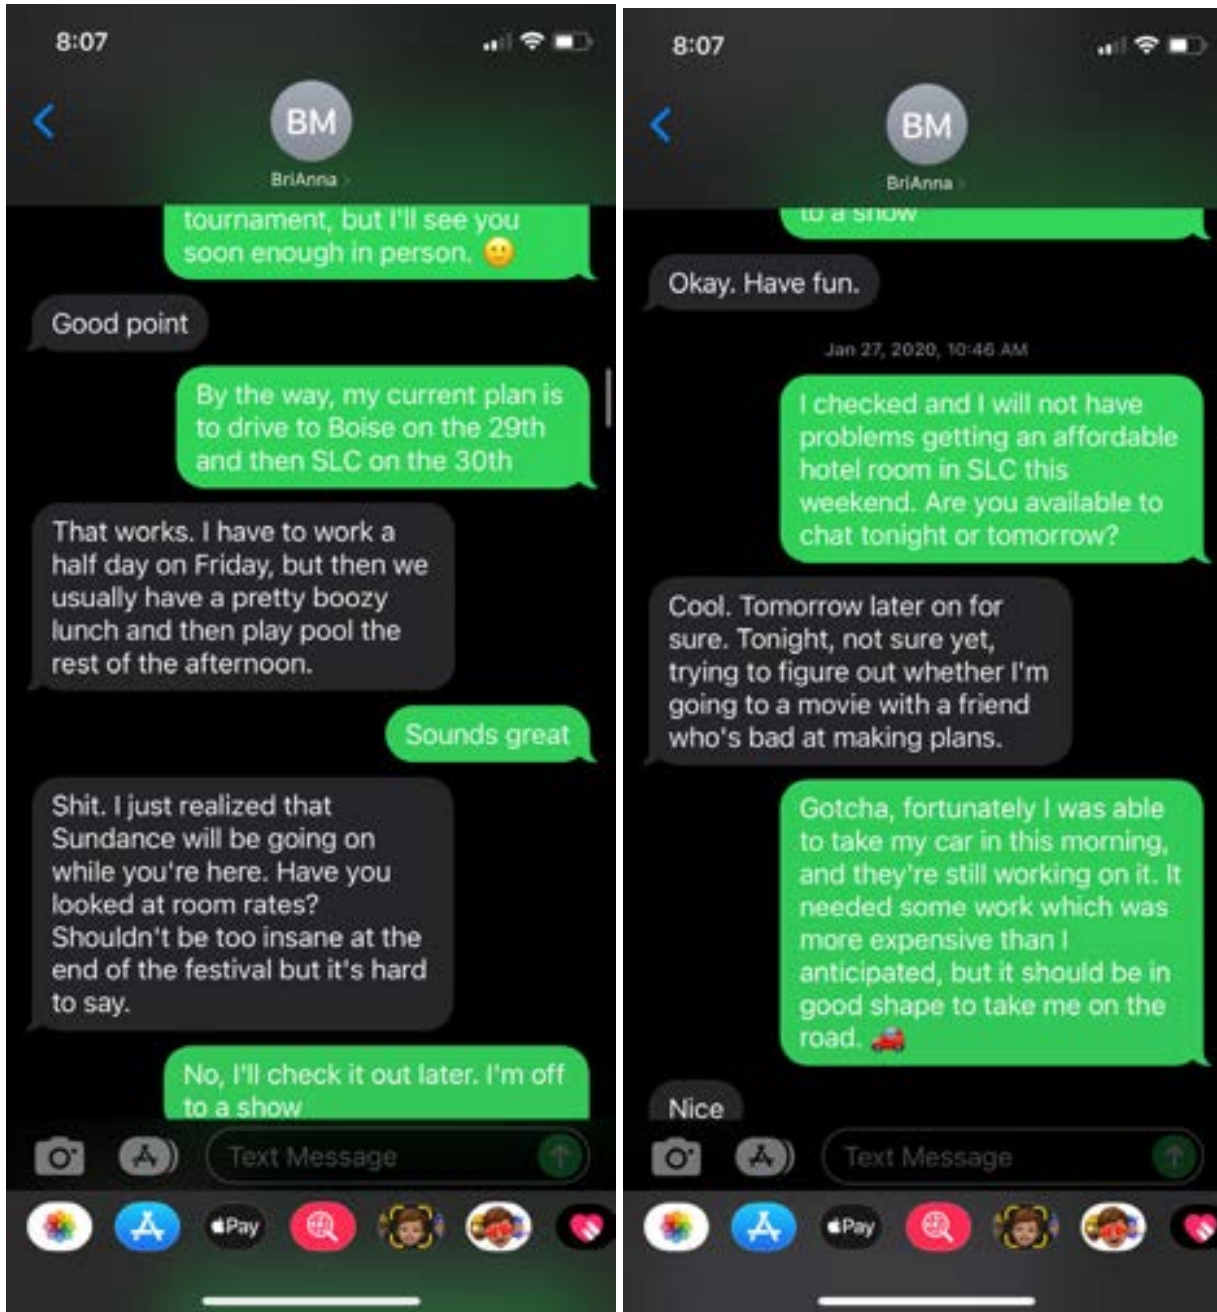 8:07
BM
BriAnna
tournament, but I'll see you
soon enough in person. 🙂
Good point
By the way, my current plan is
to drive to Boise on the 29th
and then SLC on the 30th
That works. I have to work a
half day on Friday, but then we
usually have a pretty boozy
lunch and then play pool the
rest of the afternoon.
Sounds great
Shit. I just realized that
Sundance will be going on
while you're here. Have you
looked at room rates?
Shouldn't be too insane at the
end of the festival but it's hard
to say.
No, I'll check it out later. I'm off
to a show
Text Message
Pay
8:07
BM
BriAnna
to a show
Okay. Have fun.
Jan 27, 2020, 10:46 AM
I checked and I will not have
problems getting an affordable
hotel room in SLC this
weekend. Are you available to
chat tonight or tomorrow?
Cool. Tomorrow later on for
sure. Tonight, not sure yet,
trying to figure out whether I'm
going to a movie with a friend
who's bad at making plans.
Gotcha, fortunately I was able
to take my car in this morning,
and they're still working on it. It
needed some work which was
more expensive than I
anticipated, but it should be in
good shape to take me on the
road. 🚗
Nice
Text Message
Pay